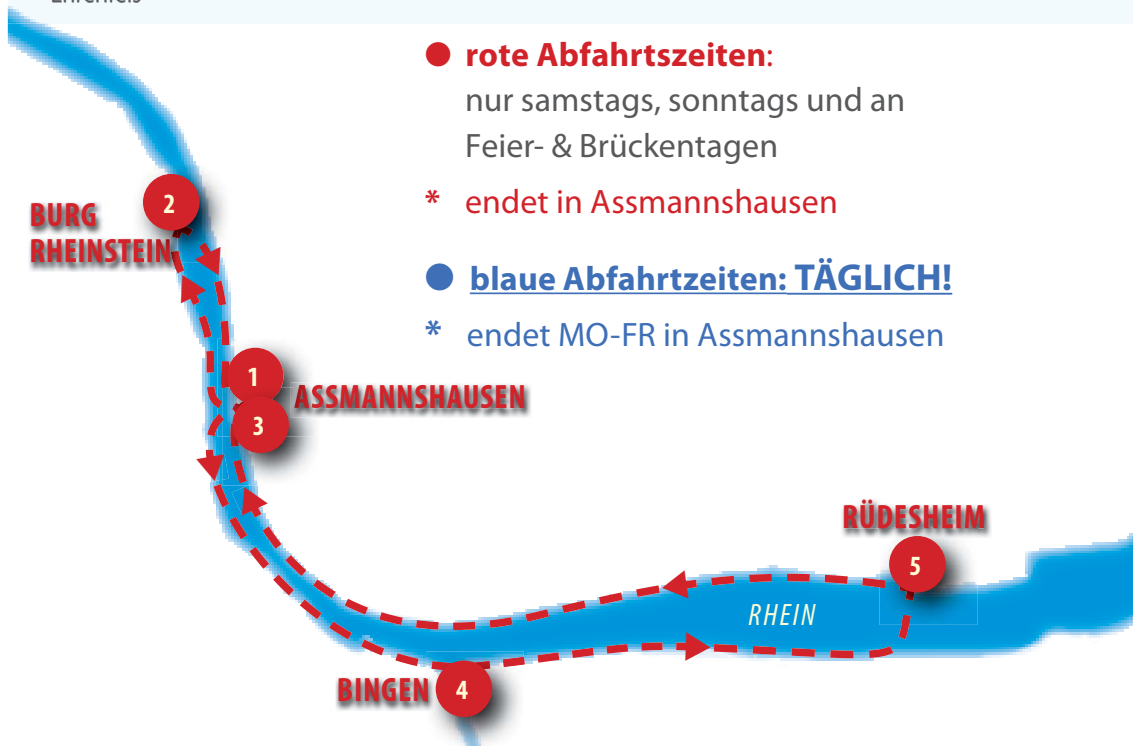 Ehrenfels
● rote Abfahrtszeiten:
nur samstags, sonntags und an
Feier- & Brückentagen
* endet in Assmannshausen
● blaue Abfahrtzeiten: TÄGLICH!
* endet MO-FR in Assmannshausen
2
BURG
RHEINSTEIN
1
ASSMANNSHAUSEN
3
RÜDESHEIM
5
RHEIN
BINGEN
4